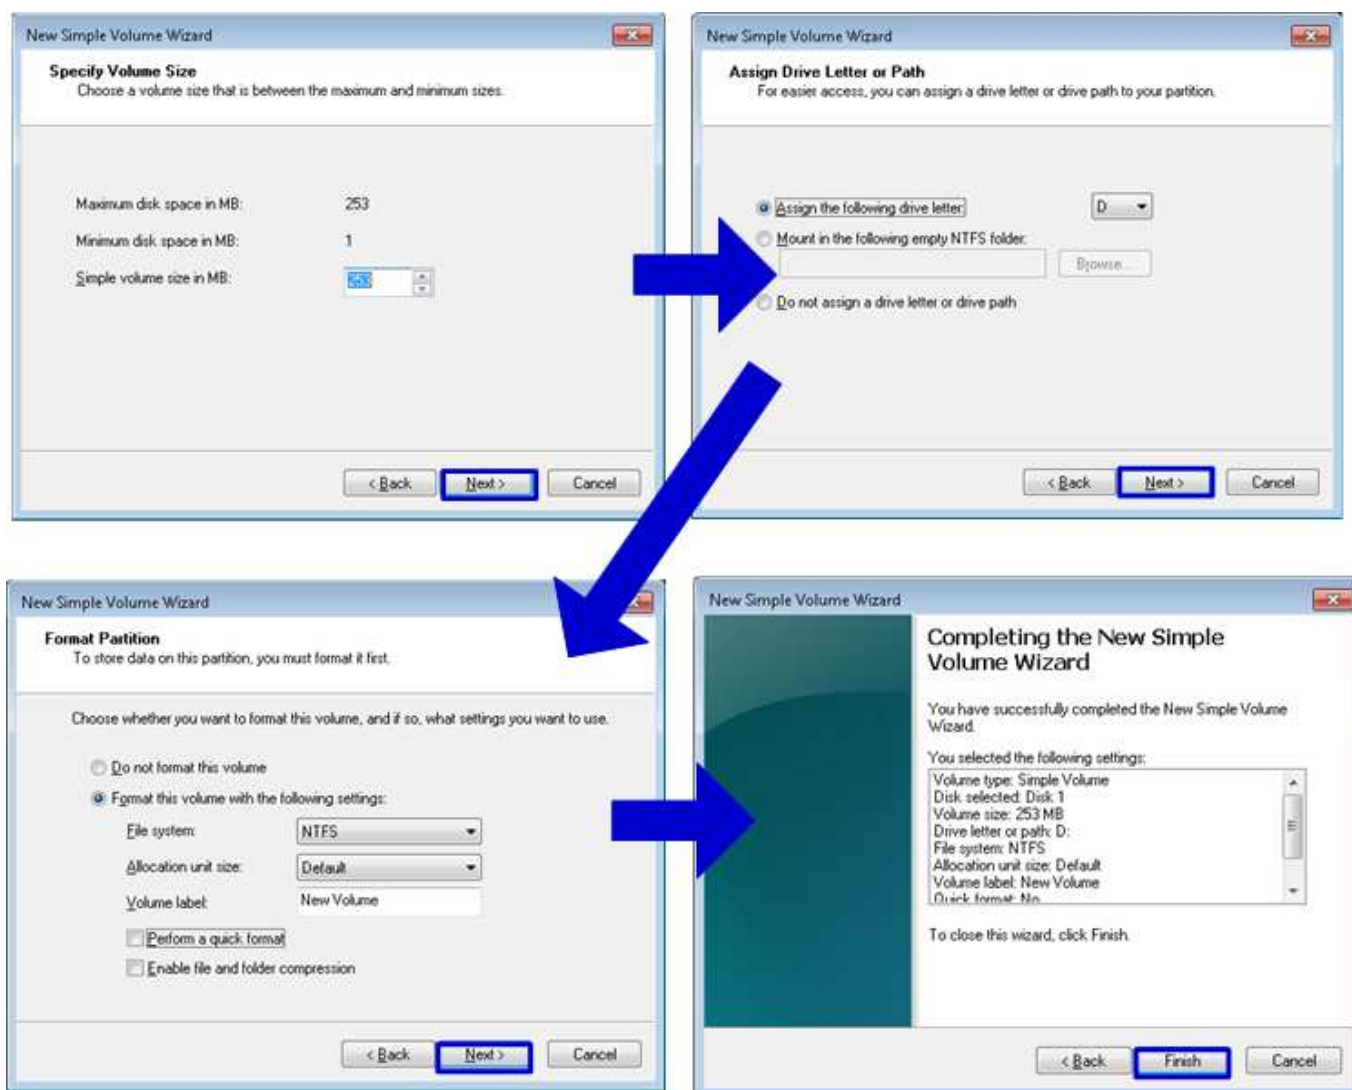 New Simple Volume Wizard
Specify Volume Size
Choose a volume size that is between the maximum and minimum sizes.
Maximum disk space in MB: 253
Minimum disk space in MB: 1
Simple volume size in MB: 253
< Back Next > Cancel
New Simple Volume Wizard
Assign Drive Letter or Path
For easier access, you can assign a drive letter or drive path to your partition.
Assign the following drive letter: D
Mount in the following empty NTFS folder:
Browse...
Do not assign a drive letter or drive path
< Back Next > Cancel
New Simple Volume Wizard
Format Partition
To store data on this partition, you must format it first.
Choose whether you want to format this volume, and if so, what settings you want to use.
Do not format this volume
Format this volume with the following settings:
File system: NTFS
Allocation unit size: Default
Volume label: New Volume
Perform a quick format
Enable file and folder compression
< Back Next > Cancel
New Simple Volume Wizard
Completing the New Simple
Volume Wizard
You have successfully completed the New Simple Volume
Wizard.
You selected the following settings:
Volume type: Simple Volume
Disk selected: Disk 1
Volume size: 253 MB
Drive letter or path: D:
File system: NTFS
Allocation unit size: Default
Volume label: New Volume
Quick format: No
To close this wizard, click Finish.
< Back Finish Cancel